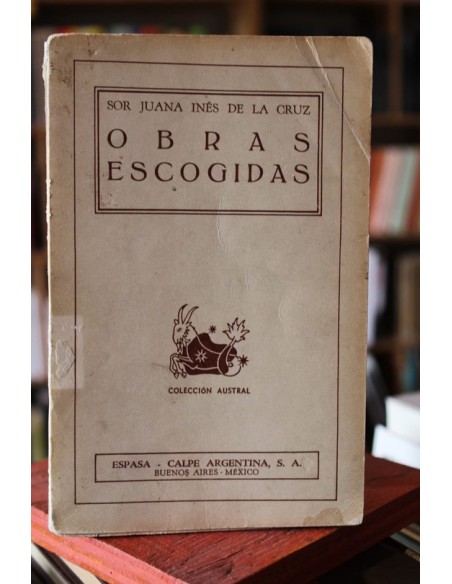 SOR JUANA INÉS DE LA CRUZ
OBRAS
ESCOGIDAS
COLECCIÓN AUSTRAL
ESPASA - CALPE ARGENTINA, S. A.
BUENOS AIRES - MÉXICO